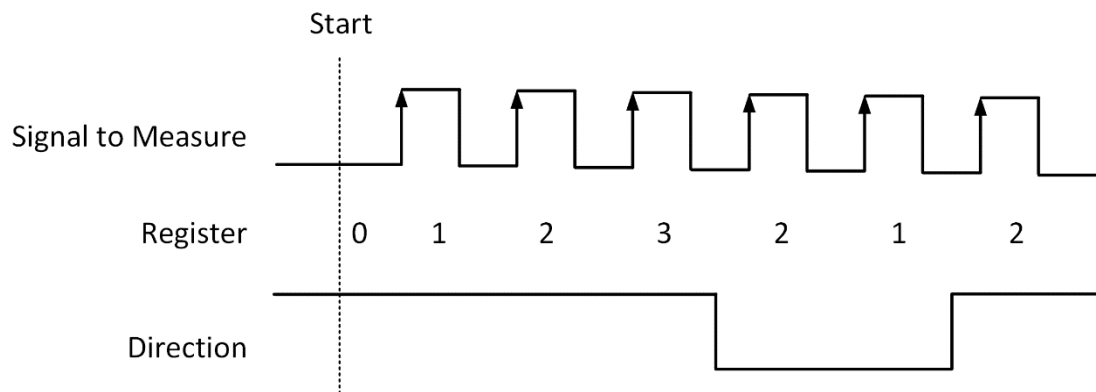 Start
Signal to Measure
Register 0 1 2 3 2 1 2
Direction